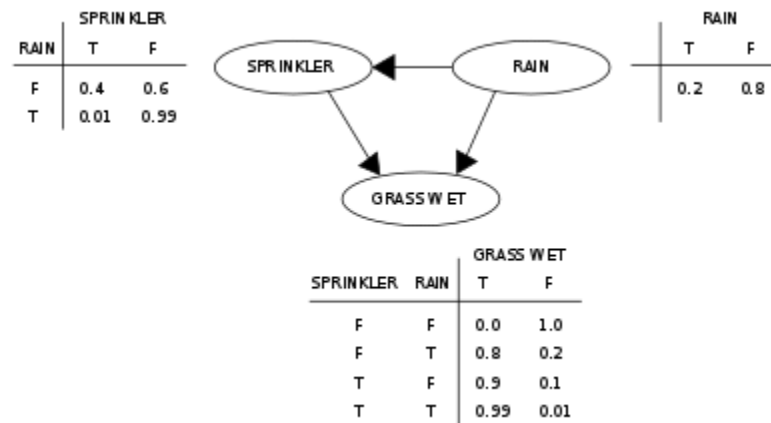 SPRINKLER
RAIN T F
F 0.4 0.6
T 0.01 0.99
SPRINKLER
RAIN
RAIN
T F
0.2 0.8
GRASS WET
GRASS WET
SPRINKLER RAIN T F
F F 0.0 1.0
F T 0.8 0.2
T F 0.9 0.1
T T 0.99 0.01